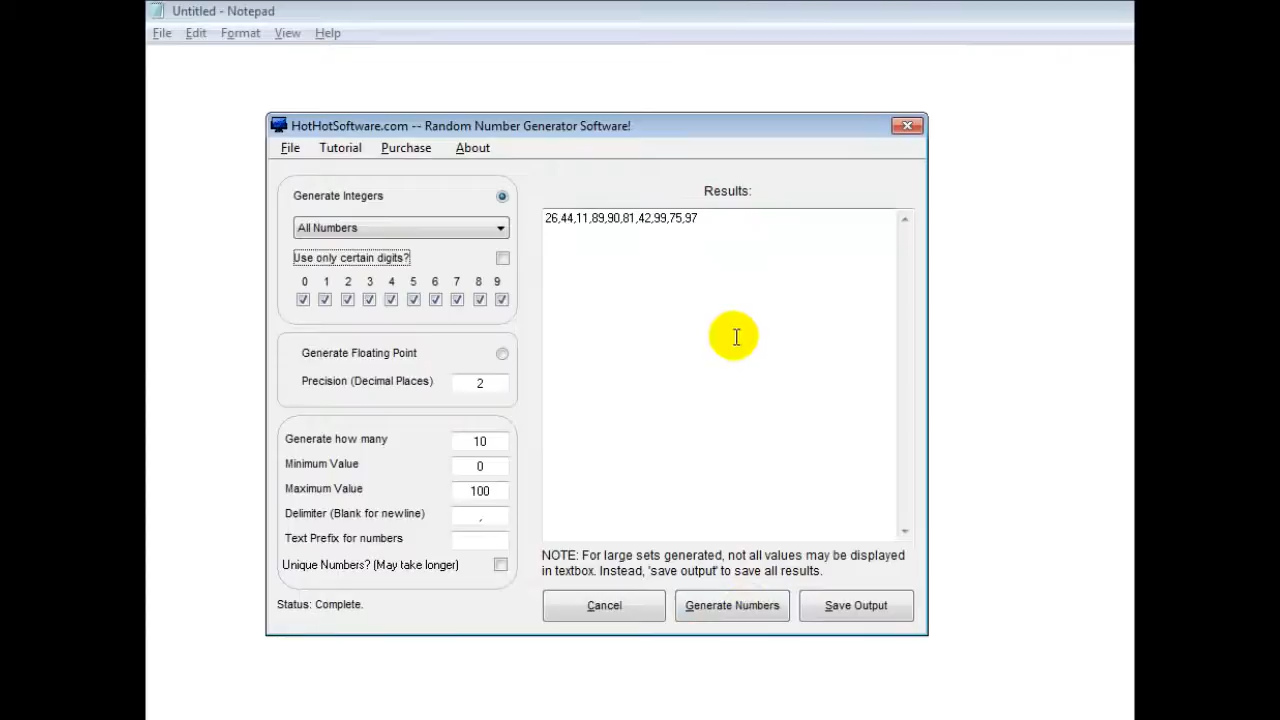 Untitled - Notepad
File Edit Format View Help
HotHotSoftware.com -- Random Number Generator Software!
File Tutorial Purchase About
Generate Integers
All Numbers
Use only certain digits?
0 1 2 3 4 5 6 7 8 9
Generate Floating Point
Precision (Decimal Places) 2
Generate how many 10
Minimum Value 0
Maximum Value 100
Delimiter (Blank for newline) ,
Text Prefix for numbers
Unique Numbers? (May take longer)
Status: Complete.
Results:
26,44,11,89,90,81,42,99,75,97
NOTE: For large sets generated, not all values may be displayed
in textbox. Instead, 'save output' to save all results.
Cancel Generate Numbers Save Output